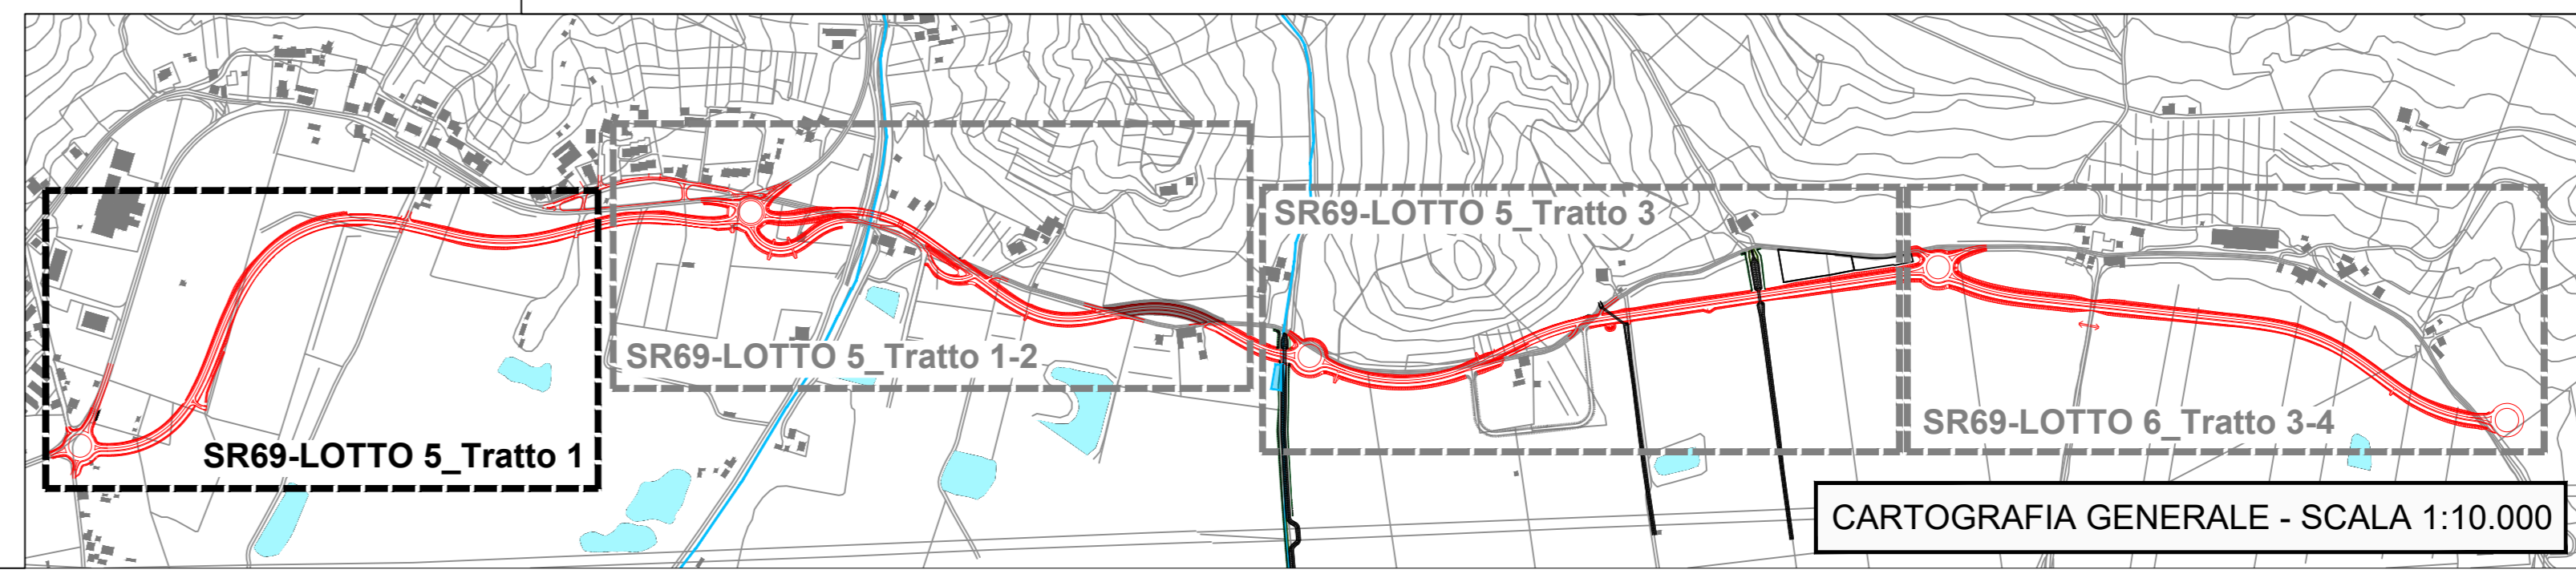 SR69-LOTTO 5_Tratto 1
SR69-LOTTO 5_Tratto 1-2
SR69-LOTTO 5_Tratto 3
SR69-LOTTO 6_Tratto 3-4
CARTOGRAFIA GENERALE - SCALA 1:10.000